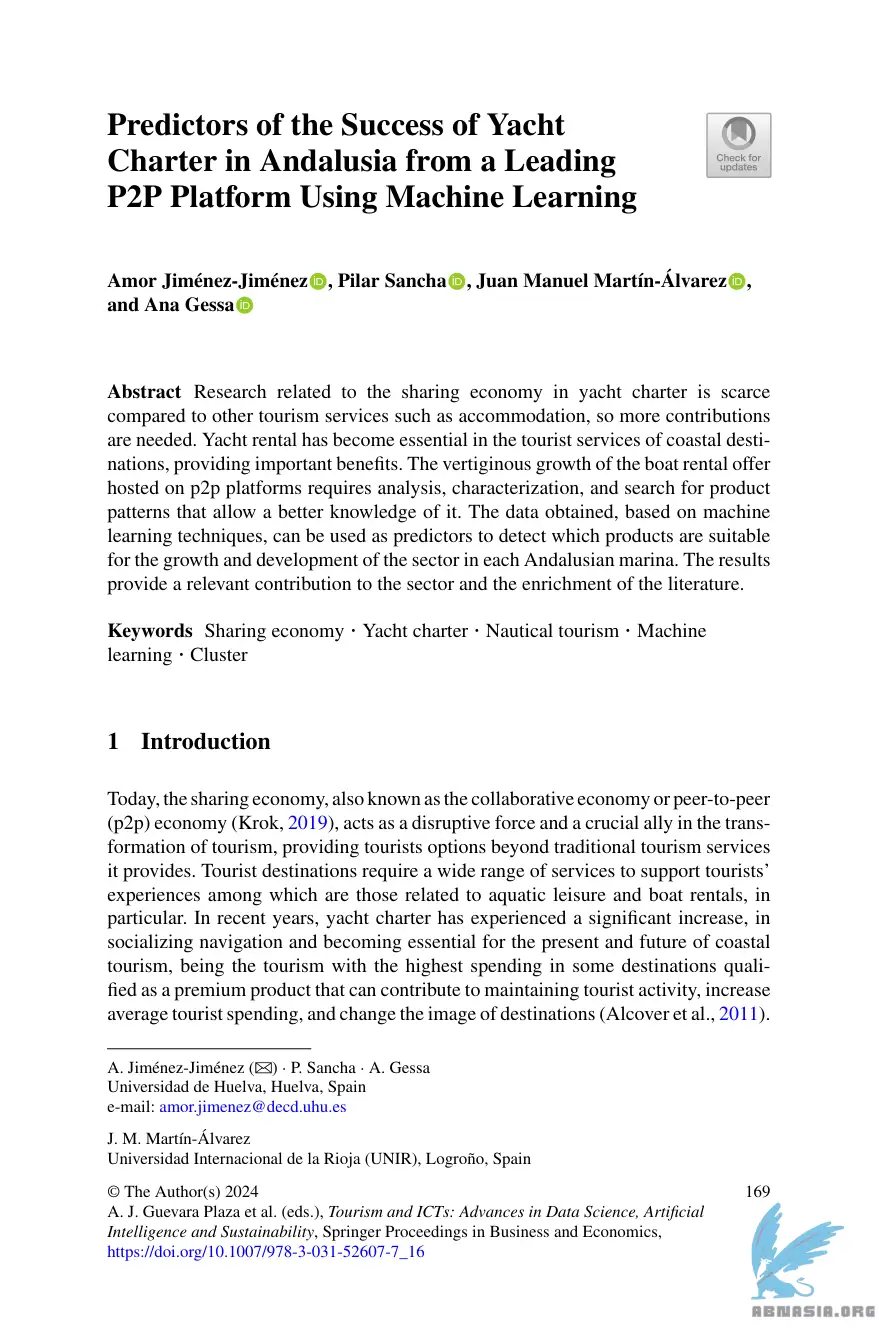 Predictors of the Success of Yacht
Charter in Andalusia from a Leading
P2P Platform Using Machine Learning
Check for
updates
Amor Jiménez-Jiménez iD, Pilar Sancha iD, Juan Manuel Martín-Álvarez iD,
and Ana Gessa iD
Abstract Research related to the sharing economy in yacht charter is scarce
compared to other tourism services such as accommodation, so more contributions
are needed. Yacht rental has become essential in the tourist services of coastal desti-
nations, providing important benefits. The vertiginous growth of the boat rental offer
hosted on p2p platforms requires analysis, characterization, and search for product
patterns that allow a better knowledge of it. The data obtained, based on machine
learning techniques, can be used as predictors to detect which products are suitable
for the growth and development of the sector in each Andalusian marina. The results
provide a relevant contribution to the sector and the enrichment of the literature.
Keywords Sharing economy · Yacht charter · Nautical tourism · Machine
learning · Cluster
1 Introduction
Today, the sharing economy, also known as the collaborative economy or peer-to-peer
(p2p) economy (Krok, 2019), acts as a disruptive force and a crucial ally in the trans-
formation of tourism, providing tourists options beyond traditional tourism services
it provides. Tourist destinations require a wide range of services to support tourists’
experiences among which are those related to aquatic leisure and boat rentals, in
particular. In recent years, yacht charter has experienced a significant increase, in
socializing navigation and becoming essential for the present and future of coastal
tourism, being the tourism with the highest spending in some destinations quali-
fied as a premium product that can contribute to maintaining tourist activity, increase
average tourist spending, and change the image of destinations (Alcover et al., 2011).
A. Jiménez-Jiménez (✉) · P. Sancha · A. Gessa
Universidad de Huelva, Huelva, Spain
e-mail: amor.jimenez@decd.uhu.es
J. M. Martín-Álvarez
Universidad Internacional de la Rioja (UNIR), Logroño, Spain
© The Author(s) 2024 169
A. J. Guevara Plaza et al. (eds.), Tourism and ICTs: Advances in Data Science, Artificial
Intelligence and Sustainability, Springer Proceedings in Business and Economics,
https://doi.org/10.1007/978-3-031-52607-7_16
ABNASIA.ORG